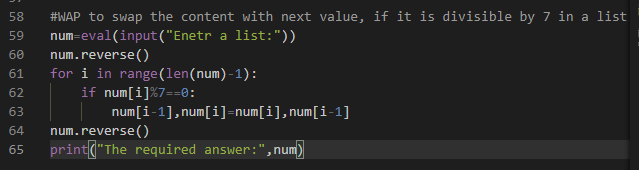 58 #WAP to swap the content with next value, if it is divisible by 7 in a list
59 num=eval(input("Enetr a list:"))
60 num.reverse()
61 for i in range(len(num)-1):
62 if num[i]%7==0:
63 num[i-1],num[i]=num[i],num[i-1]
64 num.reverse()
65 print("The required answer:",num)